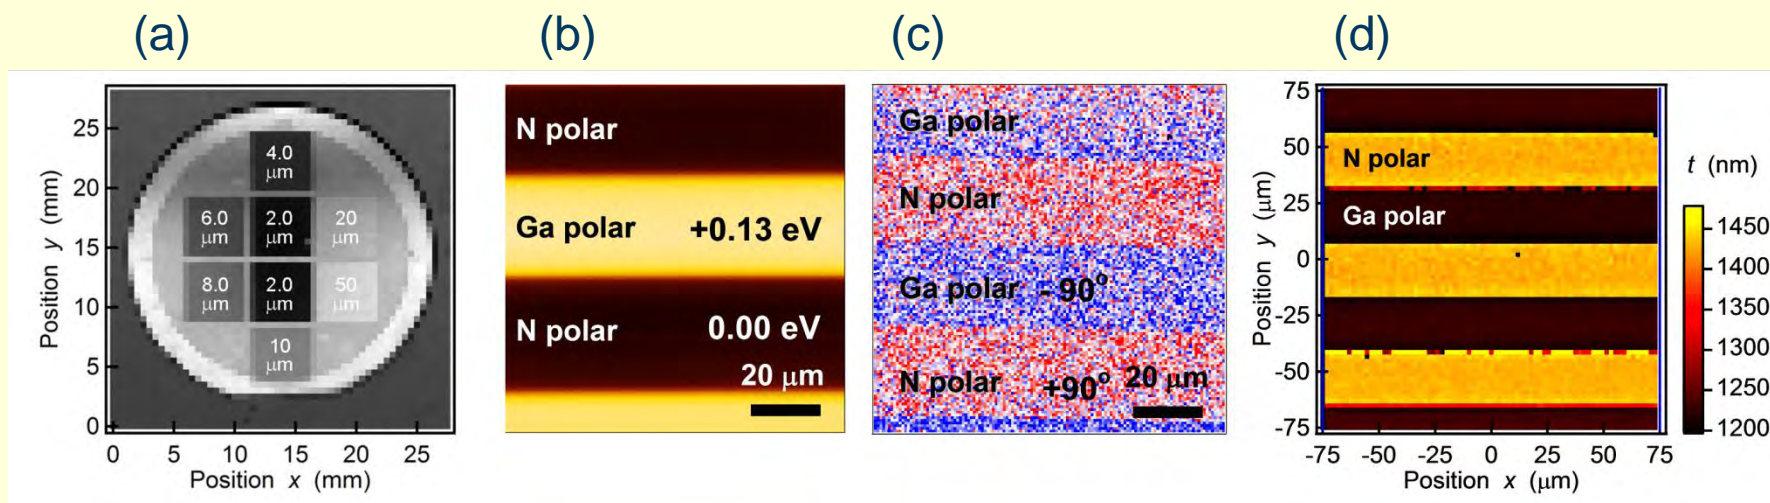 (a)
(b)
(c)
(d)
Position y (mm)
25
20
15
10
5
0
4.0
μm
6.0
μm
2.0
μm
20
μm
8.0
μm
2.0
μm
50
μm
10
μm
0 5 10 15 20 25
Position x (mm)
N polar
Ga polar +0.13 eV
N polar 0.00 eV
20 μm
Ga polar
N polar
Ga polar - 90°
N polar +90° 20 μm
Position y (μm)
75
50
25
0
-25
-50
-75
N polar
Ga polar
-75 -50 -25 0 25 50 75
Position x (μm)
t (nm)
1450
1400
1350
1300
1250
1200